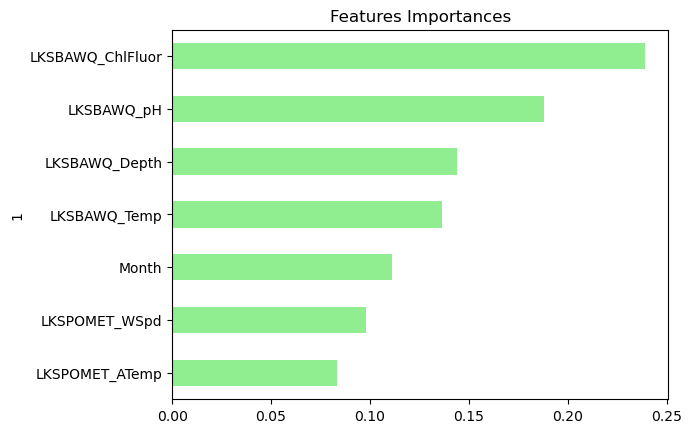 Features Importances
LKSBAWQ_ChlFluor
LKSBAWQ_pH
LKSBAWQ_Depth
LKSBAWQ_Temp
Month
LKSPOMET_WSpd
LKSPOMET_ATemp
1
0.00 0.05 0.10 0.15 0.20 0.25